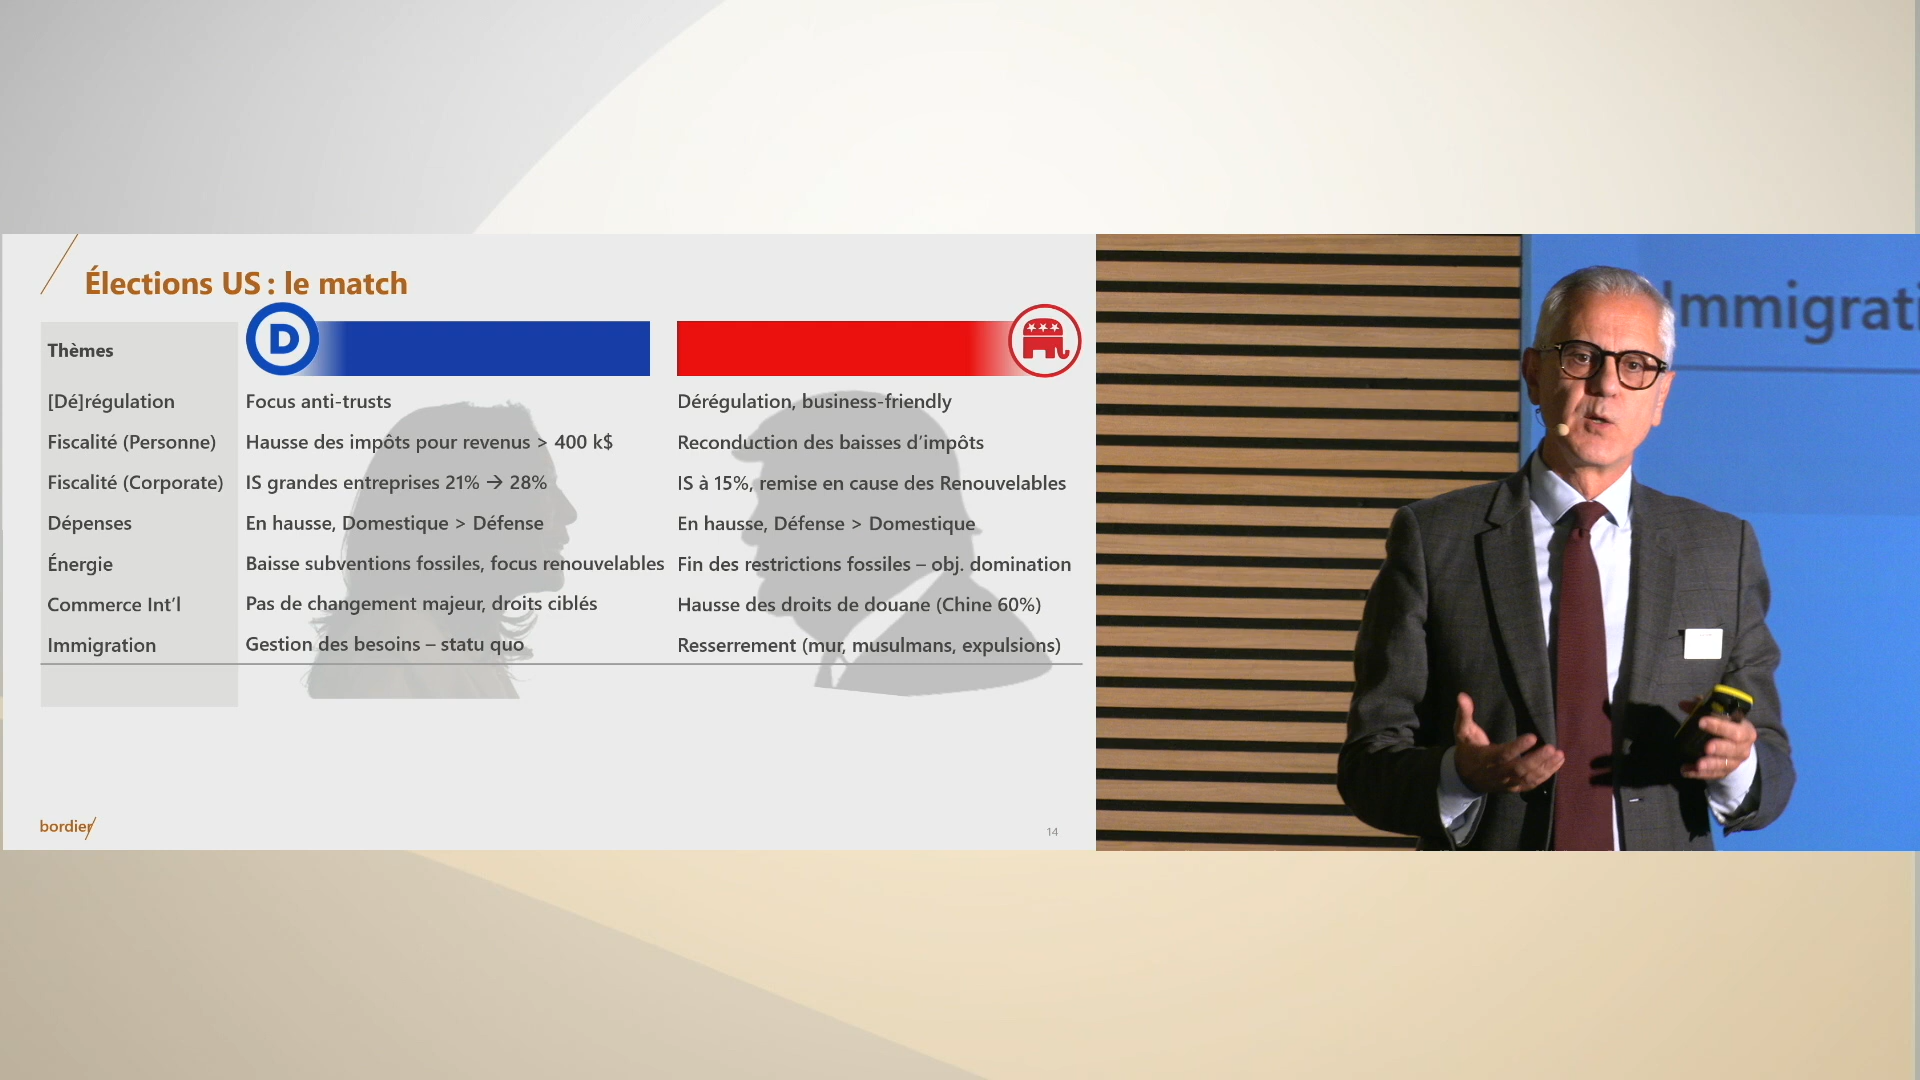 Élections US : le match
Thèmes
D
[Dé]régulation Focus anti-trusts Dérégulation, business-friendly
Fiscalité (Personne) Hausse des impôts pour revenus > 400 k$ Reconduction des baisses d'impôts
Fiscalité (Corporate) IS grandes entreprises 21% → 28% IS à 15%, remise en cause des Renouvelables
Dépenses En hausse, Domestique > Défense En hausse, Défense > Domestique
Énergie Baisse subventions fossiles, focus renouvelables Fin des restrictions fossiles – obj. domination
Commerce Int'l Pas de changement majeur, droits ciblés Hausse des droits de douane (Chine 60%)
Immigration Gestion des besoins – statu quo Resserrement (mur, musulmans, expulsions)
bordier
14
Immigrati